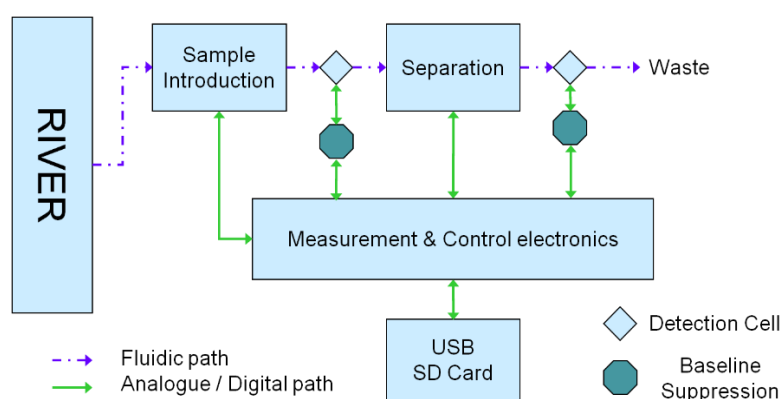 RIVER
Sample
Introduction
Separation
Waste
Measurement & Control electronics
USB
SD Card
Detection Cell
Baseline
Suppression
Fluidic path
Analogue / Digital path